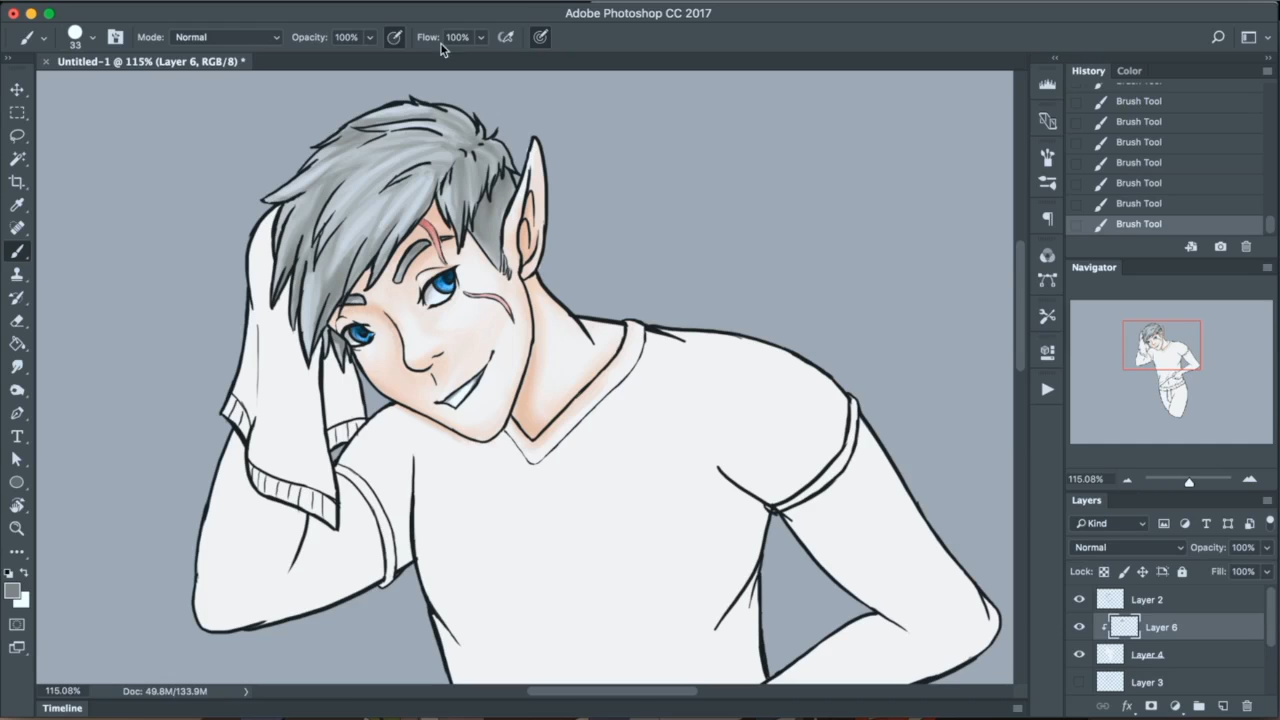 Adobe Photoshop CC 2017
33
Mode: Normal
Opacity: 100%
Flow: 100%
Untitled-1 @ 115% (Layer 6, RGB/8) *
History
Color
Brush Tool
Brush Tool
Brush Tool
Brush Tool
Brush Tool
Brush Tool
Brush Tool
Navigator
115.08%
Layers
Kind
Normal
Opacity: 100%
Lock:
Fill: 100%
Layer 2
Layer 6
Layer 4
Layer 3
115.08%
Doc: 49.8M/133.9M
Timeline